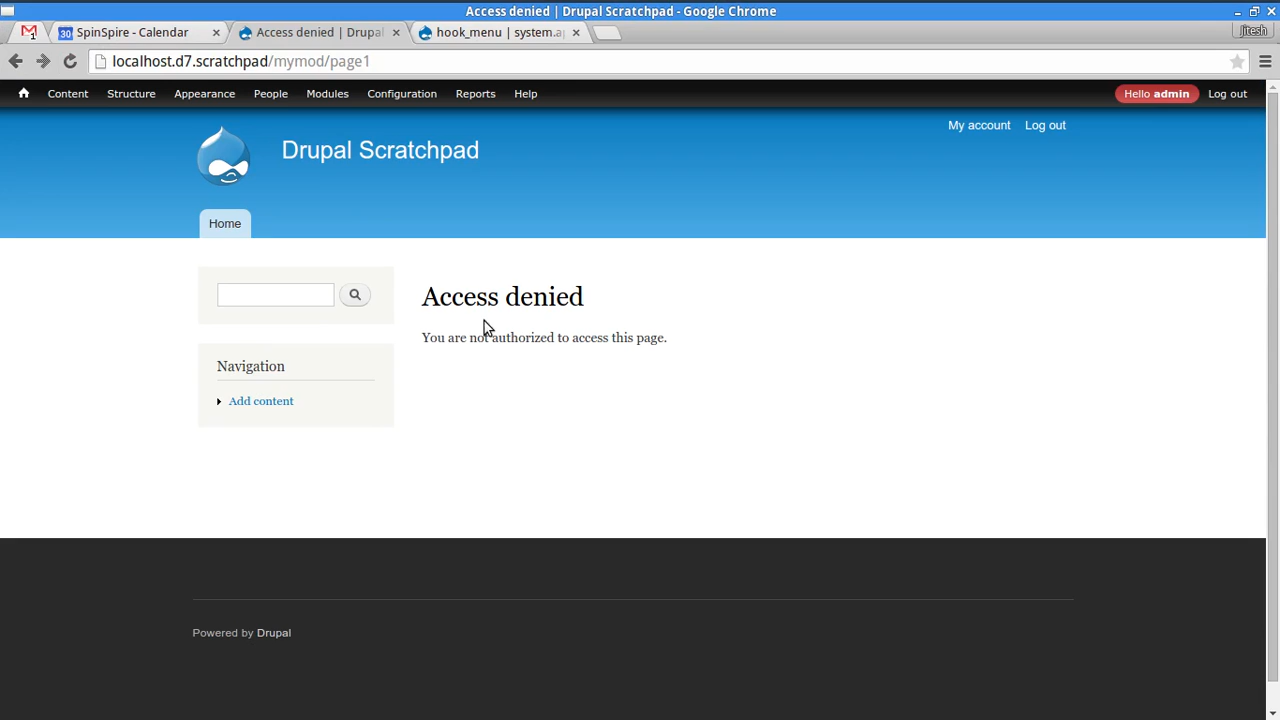 Access denied | Drupal Scratchpad - Google Chrome
1
30 SpinSpire - Calendar
Access denied | Drupal
hook_menu | system.a
Jitesh
localhost.d7.scratchpad/mymod/page1
Content Structure Appearance People Modules Configuration Reports Help
Hello admin Log out
My account Log out
Drupal Scratchpad
Home
Access denied
You are not authorized to access this page.
Navigation
Add content
Powered by Drupal